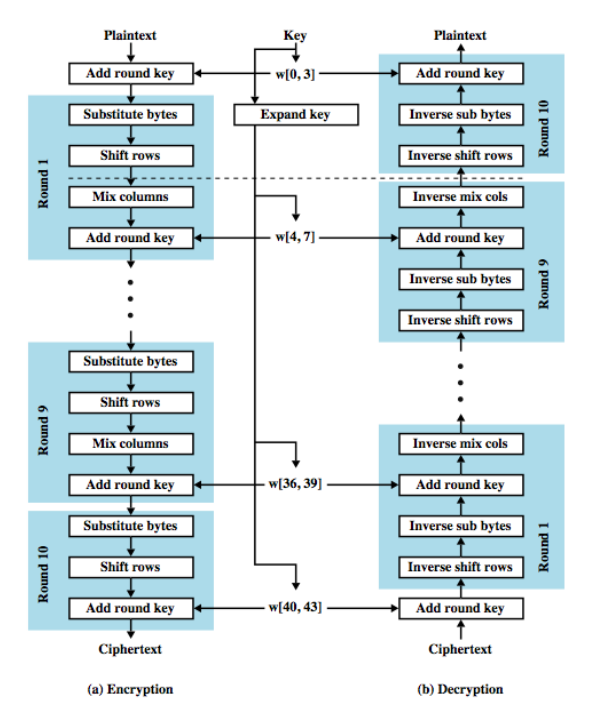 Plaintext
Add round key
Round 1
Substitute bytes
Shift rows
Mix columns
Add round key
Round 9
Substitute bytes
Shift rows
Mix columns
Add round key
Round 10
Substitute bytes
Shift rows
Add round key
Ciphertext
(a) Encryption
Key
w[0, 3]
Expand key
w[4, 7]
w[36, 39]
w[40, 43]
Plaintext
Add round key
Inverse sub bytes
Inverse shift rows
Round 10
Inverse mix cols
Add round key
Inverse sub bytes
Inverse shift rows
Round 9
Inverse mix cols
Add round key
Inverse sub bytes
Inverse shift rows
Round 1
Add round key
Ciphertext
(b) Decryption